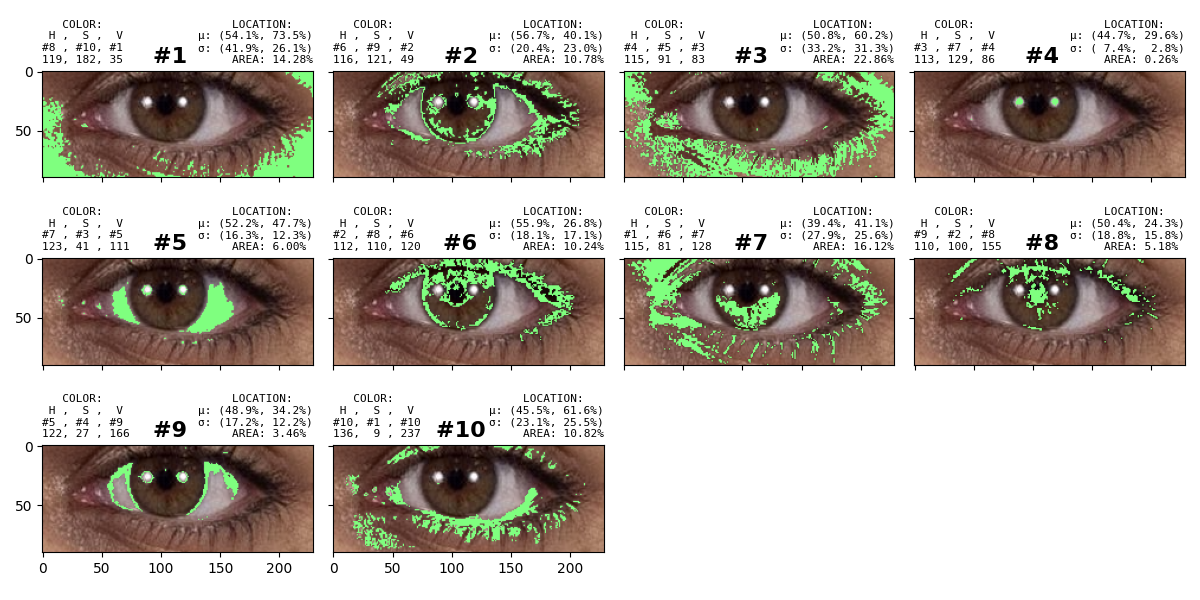 COLOR: LOCATION:
H , S , V μ: (54.1%, 73.5%)
#8 , #10, #1 σ: (41.9%, 26.1%)
119, 182, 35 #1 AREA: 14.28%
COLOR: LOCATION:
H , S , V μ: (56.7%, 40.1%)
#6 , #9 , #2 σ: (20.4%, 23.0%)
116, 121, 49 #2 AREA: 10.78%
COLOR: LOCATION:
H , S , V μ: (50.8%, 60.2%)
#4 , #5 , #3 σ: (33.2%, 31.3%)
115, 91 , 83 #3 AREA: 22.86%
COLOR: LOCATION:
H , S , V μ: (44.7%, 29.6%)
#3 , #7 , #4 σ: ( 7.4%, 2.8%)
113, 129, 86 #4 AREA: 0.26%
0
50
COLOR: LOCATION:
H , S , V μ: (52.2%, 47.7%)
#7 , #3 , #5 σ: (16.3%, 12.3%)
123, 41 , 111 #5 AREA: 6.00%
COLOR: LOCATION:
H , S , V μ: (55.9%, 26.8%)
#2 , #8 , #6 σ: (18.1%, 17.1%)
112, 110, 120 #6 AREA: 10.24%
COLOR: LOCATION:
H , S , V μ: (39.4%, 41.1%)
#1 , #6 , #7 σ: (27.9%, 25.6%)
115, 81 , 128 #7 AREA: 16.12%
COLOR: LOCATION:
H , S , V μ: (50.4%, 24.3%)
#9 , #2 , #8 σ: (18.8%, 15.8%)
110, 100, 155 #8 AREA: 5.18%
0
50
COLOR: LOCATION:
H , S , V μ: (48.9%, 34.2%)
#5 , #4 , #9 σ: (17.2%, 12.2%)
122, 27 , 166 #9 AREA: 3.46%
COLOR: LOCATION:
H , S , V μ: (45.5%, 61.6%)
#10, #1 , #10 σ: (23.1%, 25.5%)
136, 9 , 237 #10 AREA: 10.82%
0
50
0 50 100 150 200
0 50 100 150 200